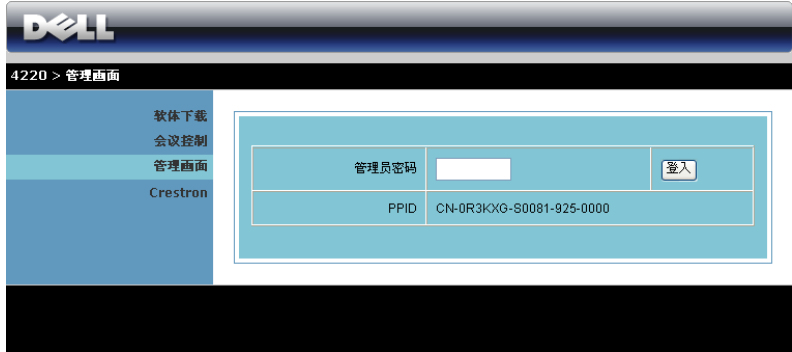 DELL
4220 > 管理画面
软体下载
会议控制
管理画面
Crestron
管理员密码 登入
PPID CN-0R3KXG-S0081-925-0000